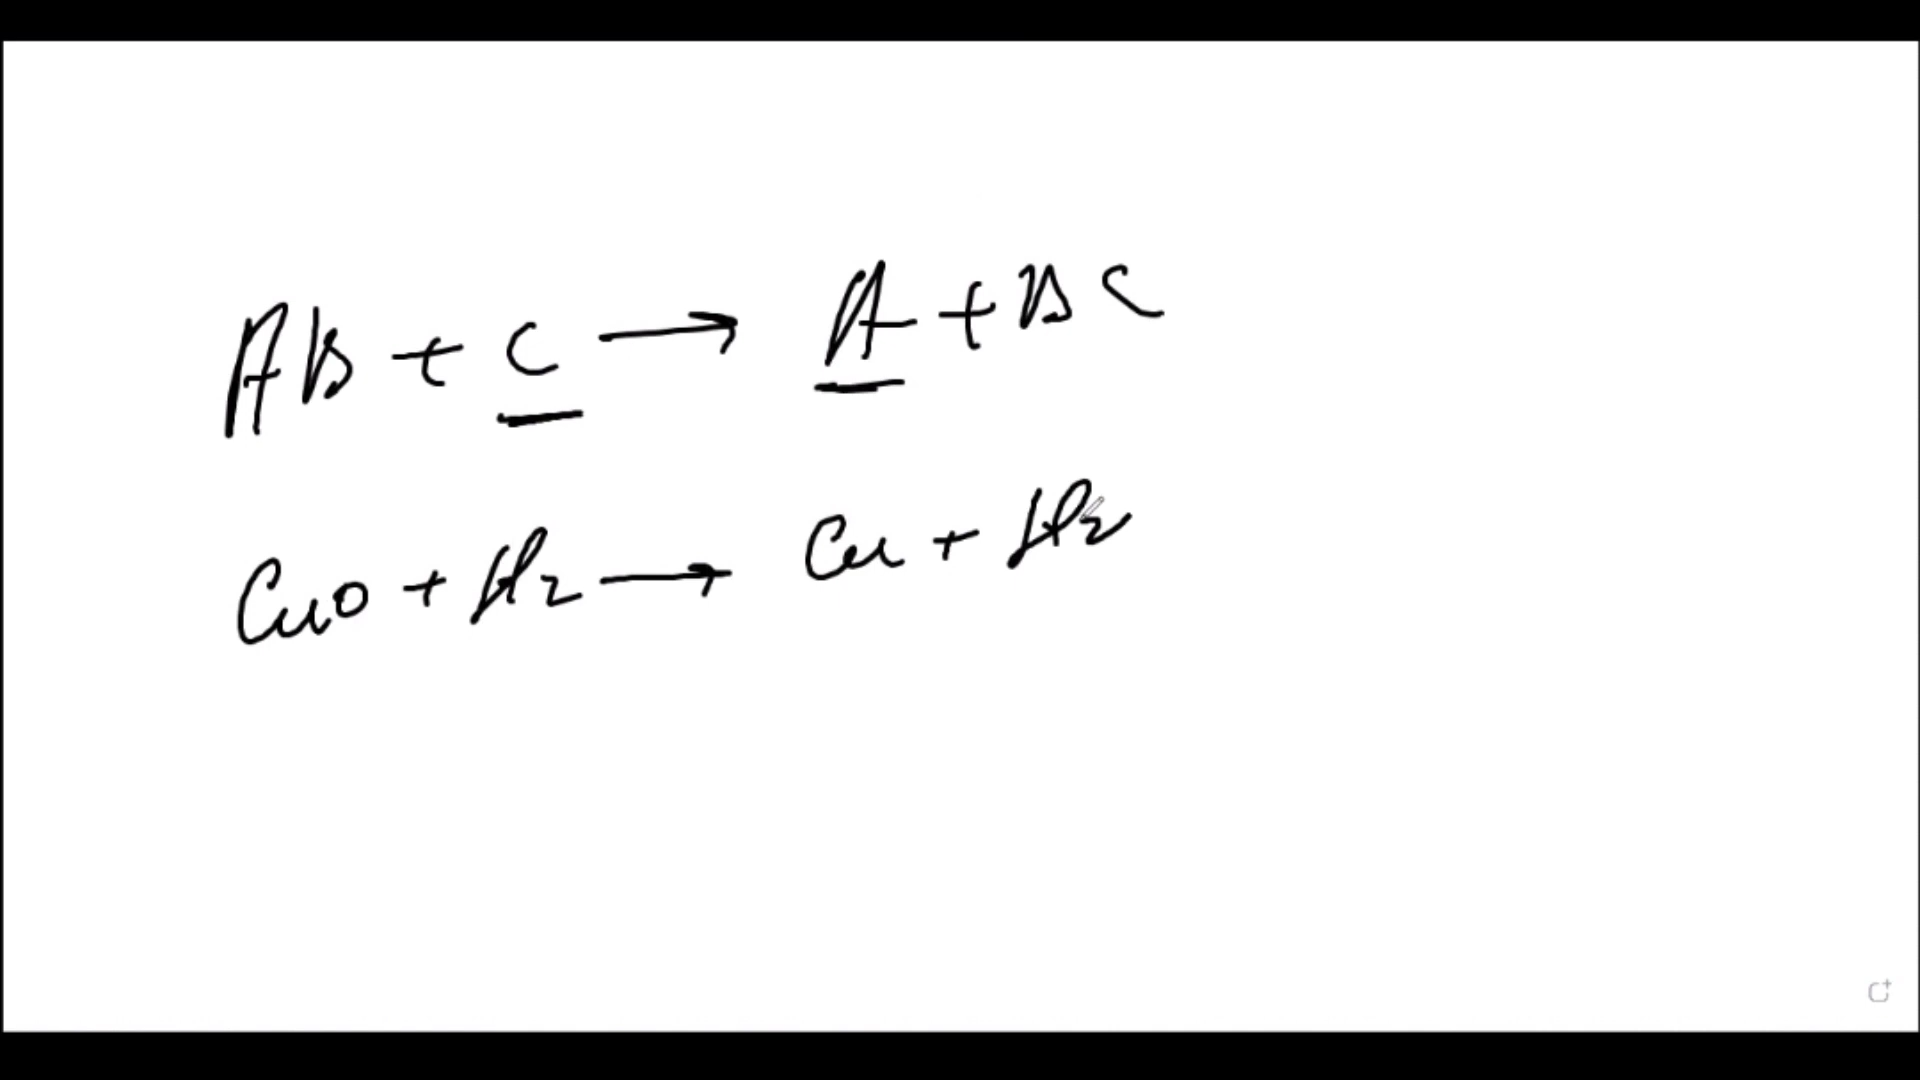 AB + C → A + BC
CuO + H2 → Cu + H2